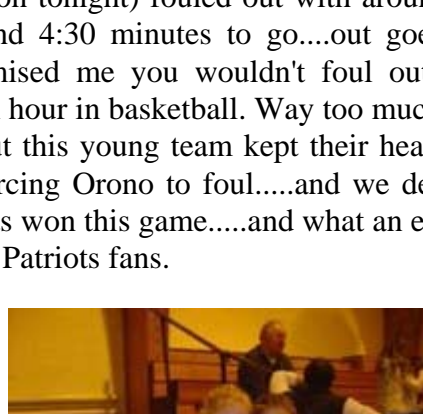 on tonight) fouled out with aroun
nd 4:30 minutes to go....out goe
nised me you wouldn't foul out
hour in basketball. Way too muc
ut this young team kept their hea
rcing Orono to foul.....and we de
s won this game.....and what an e
Patriots fans.